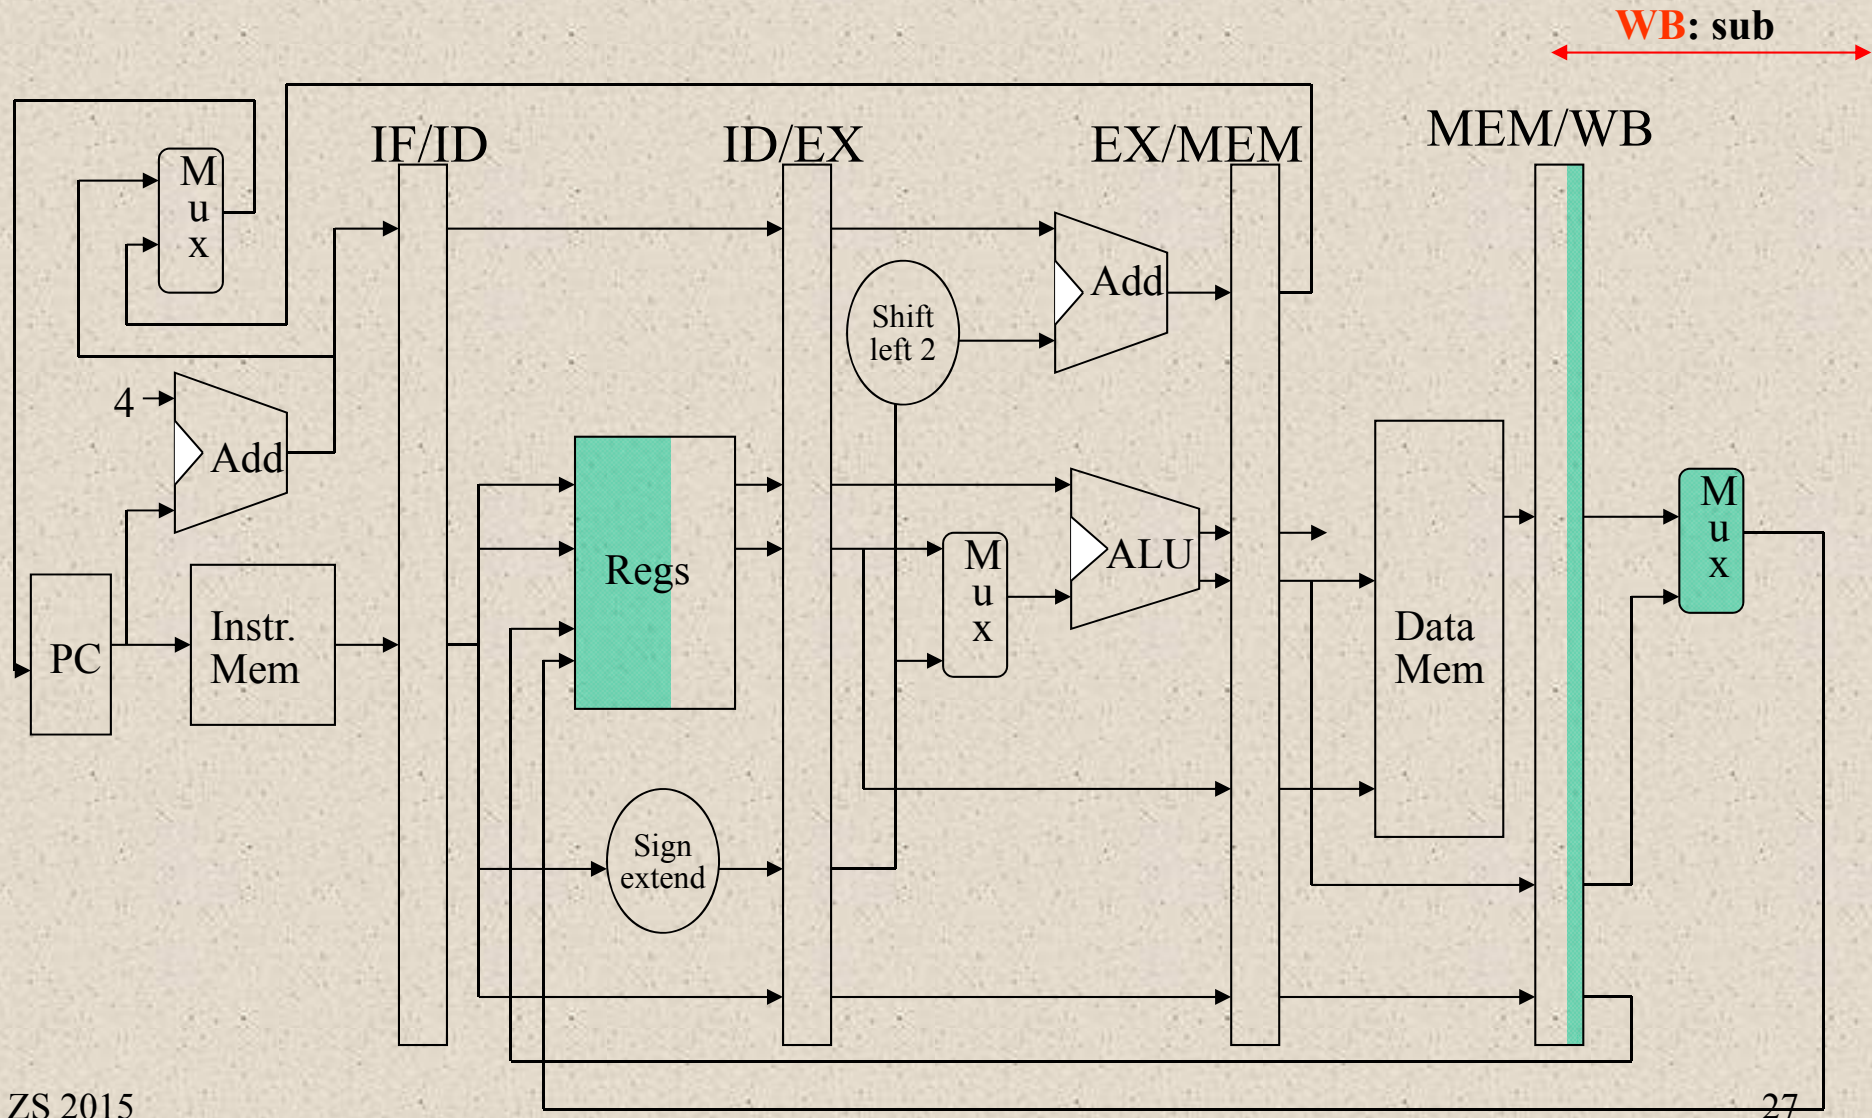 WB: sub
IF/ID
ID/EX
EX/MEM
MEM/WB
M
u
x
Add
Shift
left 2
4
Add
M
u
x
Regs
M
u
x
ALU
Instr.
Mem
PC
Data
Mem
Sign
extend
ZS 2015
27